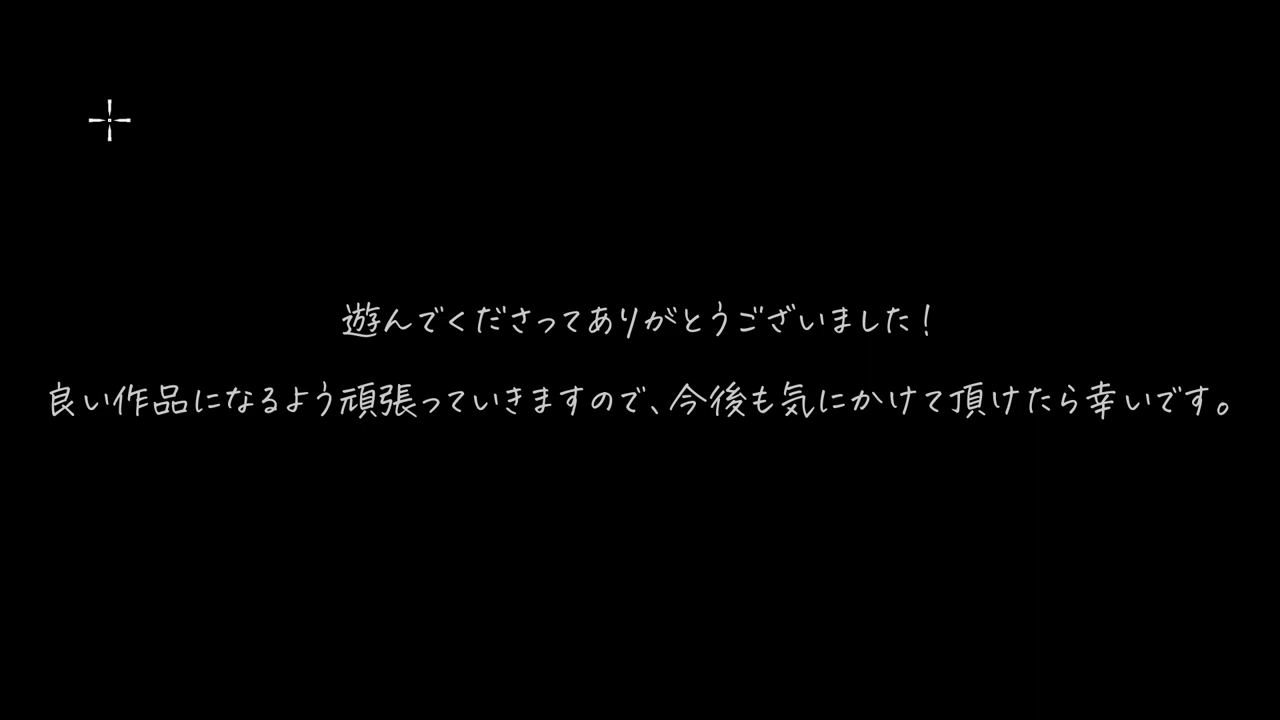 遊んでくださってありがとうございました！
良い作品になるよう頑張っていきますので、今後も気にかけて頂けたら幸いです。